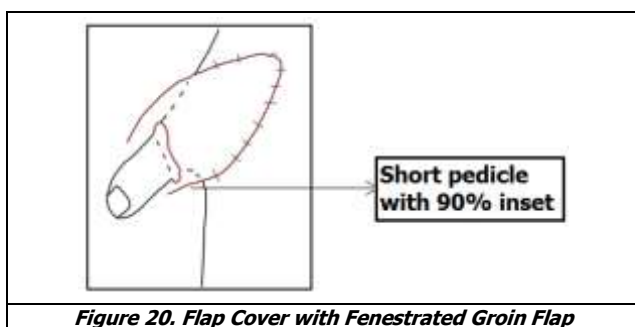 Short pedicle
with 90% inset
Figure 20. Flap Cover with Fenestrated Groin Flap